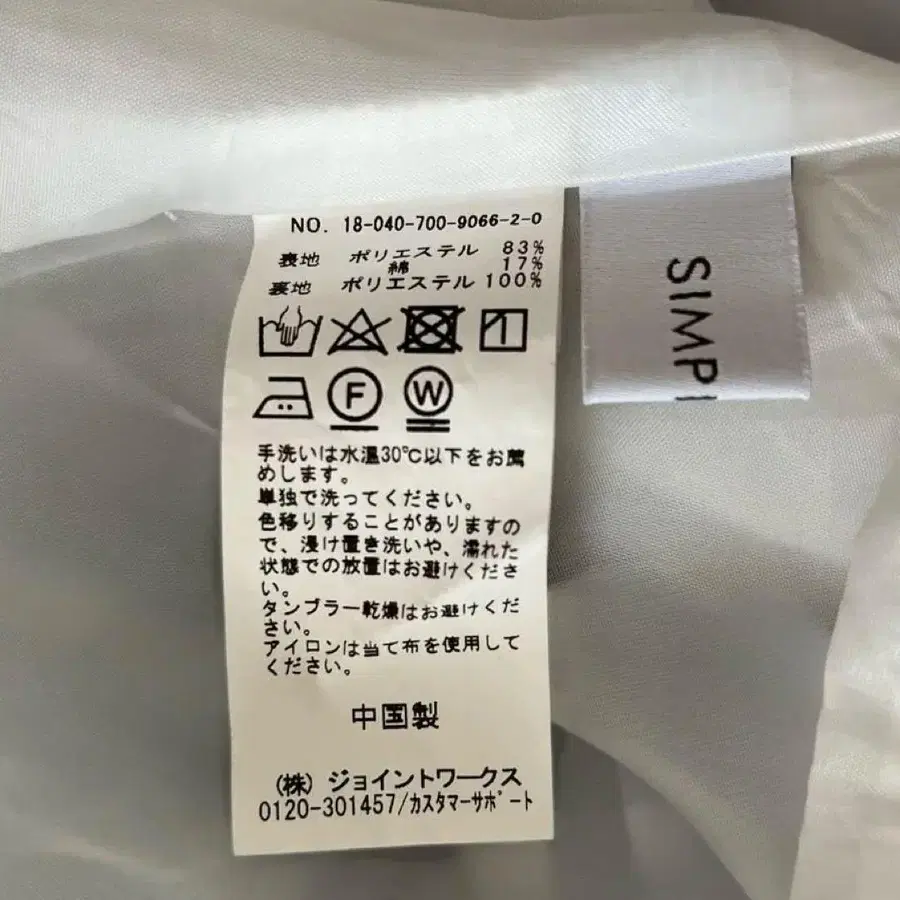 NO. 18-040-700-9066-2-0
表地 ポリエステル 83%
綿 17%
裏地 ポリエステル 100%
F W
手洗いは水温30℃以下をお薦
めします。
単独で洗ってください。
色移りすることがありますの
で、浸け置き洗いや、濡れた
状態での放置はお避けくださ
い。
タンブラー乾燥はお避けくだ
さい。
アイロンは当て布を使用して
ください。
中国製
(株) ジョイントワークス
0120-301457/カスタマーサポート
SIMPL